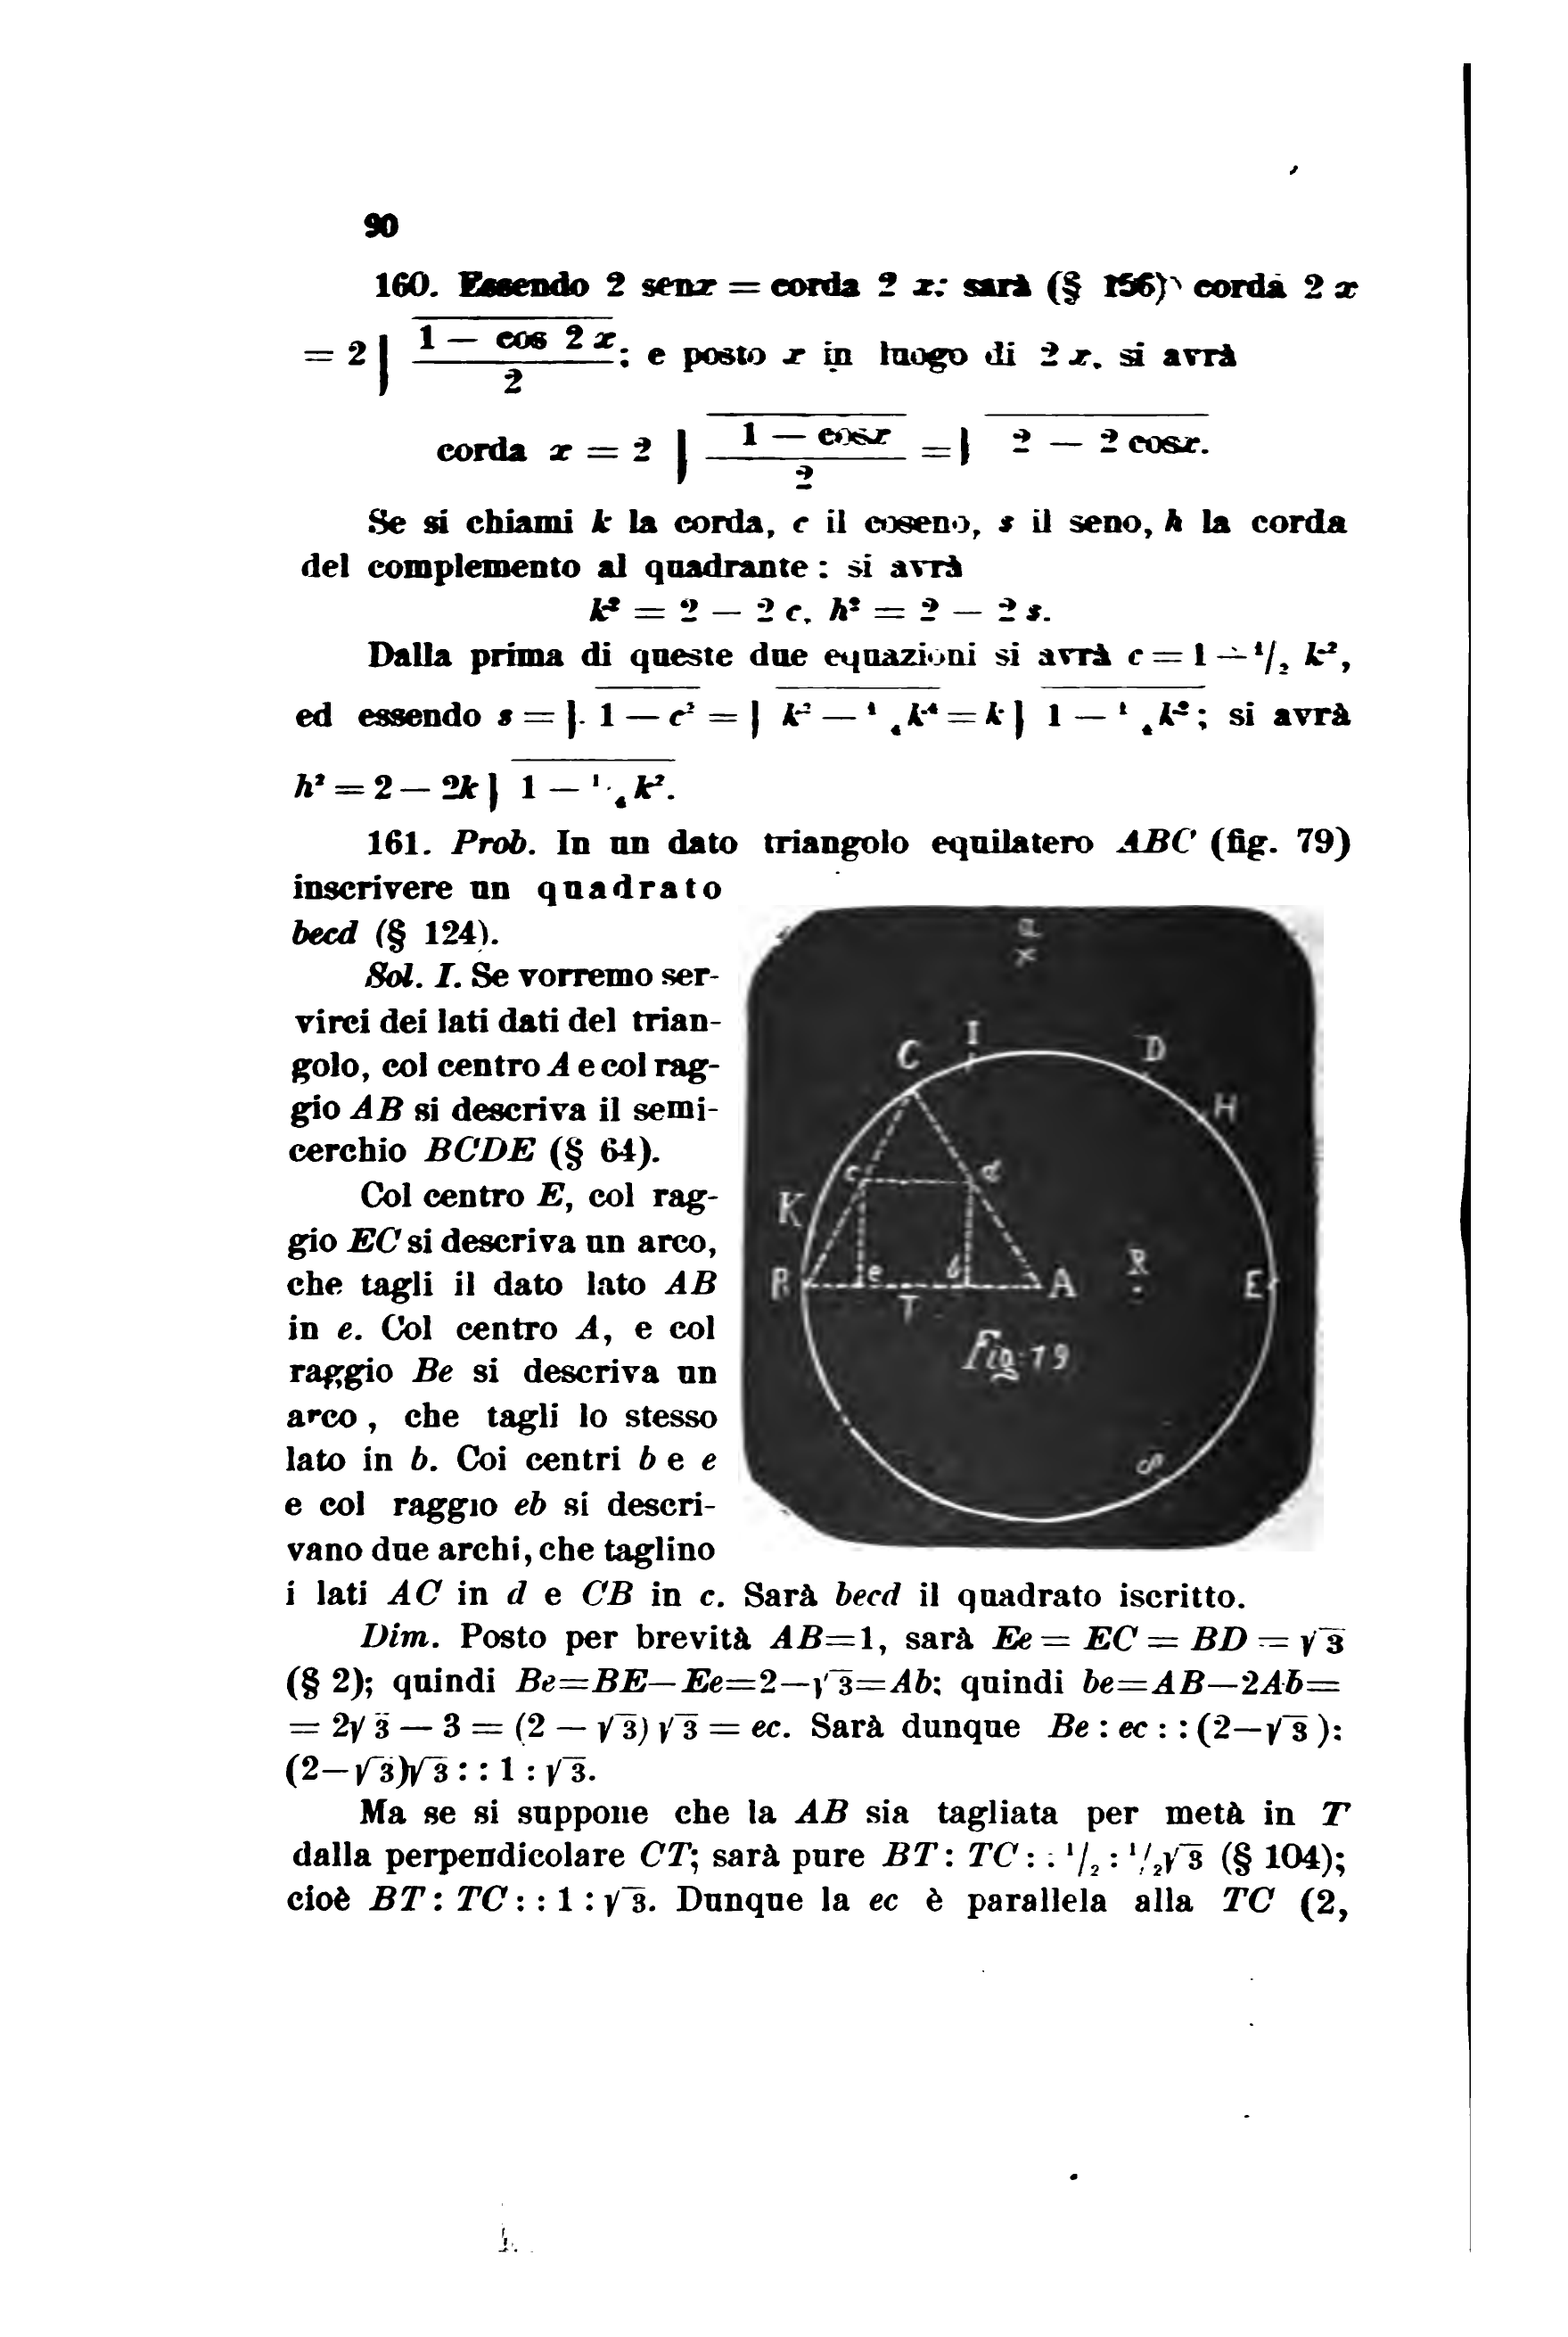 90
160. Essendo 2 senx = corda 2 x: sarà (§ 156) corda 2 x
= 2 √ (1 — cos 2 x / 2); e posto x in luogo di 2 x, si avrà
corda x = 2 √ (1 — cosx / 2) = √ 2 — 2 cosx.
Se si chiami k la corda, c il coseno, s il seno, h la corda
del complemento al quadrante : si avrà
k² = 2 — 2 c, h² = 2 — 2 s.
Dalla prima di queste due equazioni si avrà c = 1 — ¹/₂ k²,
ed essendo s = √ 1 — c² = √ k² — ¹/₄ k⁴ = k √ 1 — ¹/₄ k²; si avrà
h² = 2 — 2k √ 1 — ¹/₄ k².
161. Prob. In un dato triangolo equilatero ABC (fig. 79)
inscrivere un quadrato
becd (§ 124).
Sol. I. Se vorremo ser-
virci dei lati dati del trian-
golo, col centro A e col rag-
gio AB si descriva il semi-
cerchio BCDE (§ 64).
Col centro E, col rag-
gio EC si descriva un arco,
che tagli il dato lato AB
in e. Col centro A, e col
raggio Be si descriva un
arco , che tagli lo stesso
lato in b. Coi centri b e e
e col raggio eb si descri-
vano due archi, che taglino
a
C I D
H
c d
K
B e b A R E
T
Fig: 79
i lati AC in d e CB in c. Sarà becd il quadrato iscritto.
Dim. Posto per brevità AB=1, sarà Ee = EC = BD = √3
(§ 2); quindi Be=BE—Ee=2—√3=Ab; quindi be=AB—2Ab=
= 2√3 — 3 = (2 — √3) √3 = ec. Sarà dunque Be : ec : : (2—√3 ):
(2—√3)√3 : : 1 : √3.
Ma se si suppone che la AB sia tagliata per metà in T
dalla perpendicolare CT; sarà pure BT : TC : : ¹/₂ : ¹/₂√3 (§ 104);
cioè BT : TC : : 1 : √3. Dunque la ec è parallela alla TC (2,